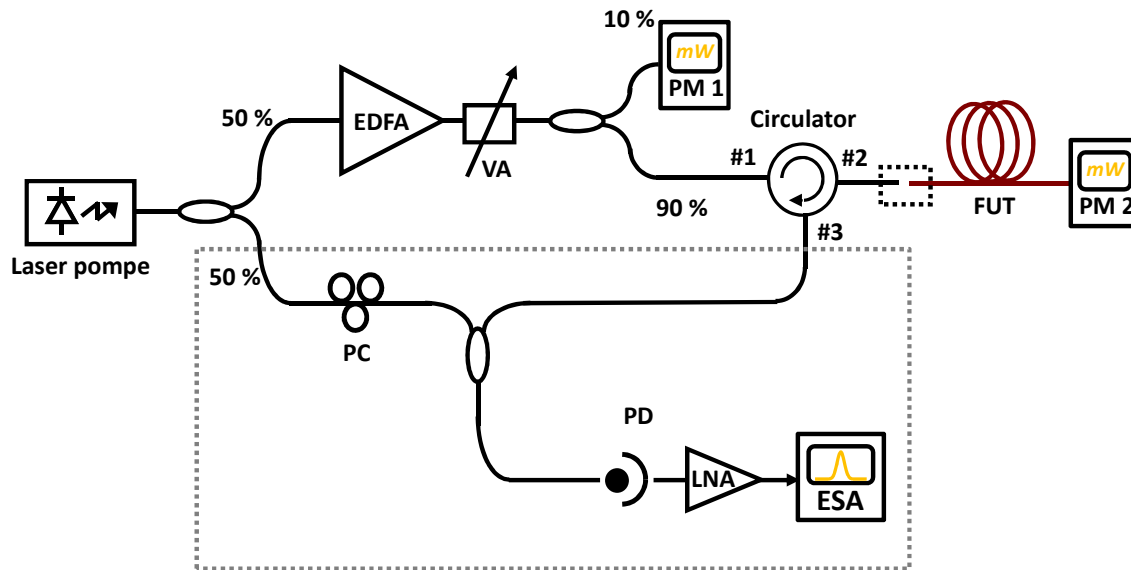 10 %
mW
PM 1
50 %
EDFA
VA
Circulator
#1
#2
90 %
#3
FUT
mW
PM 2
Laser pompe
50 %
PC
PD
LNA
ESA